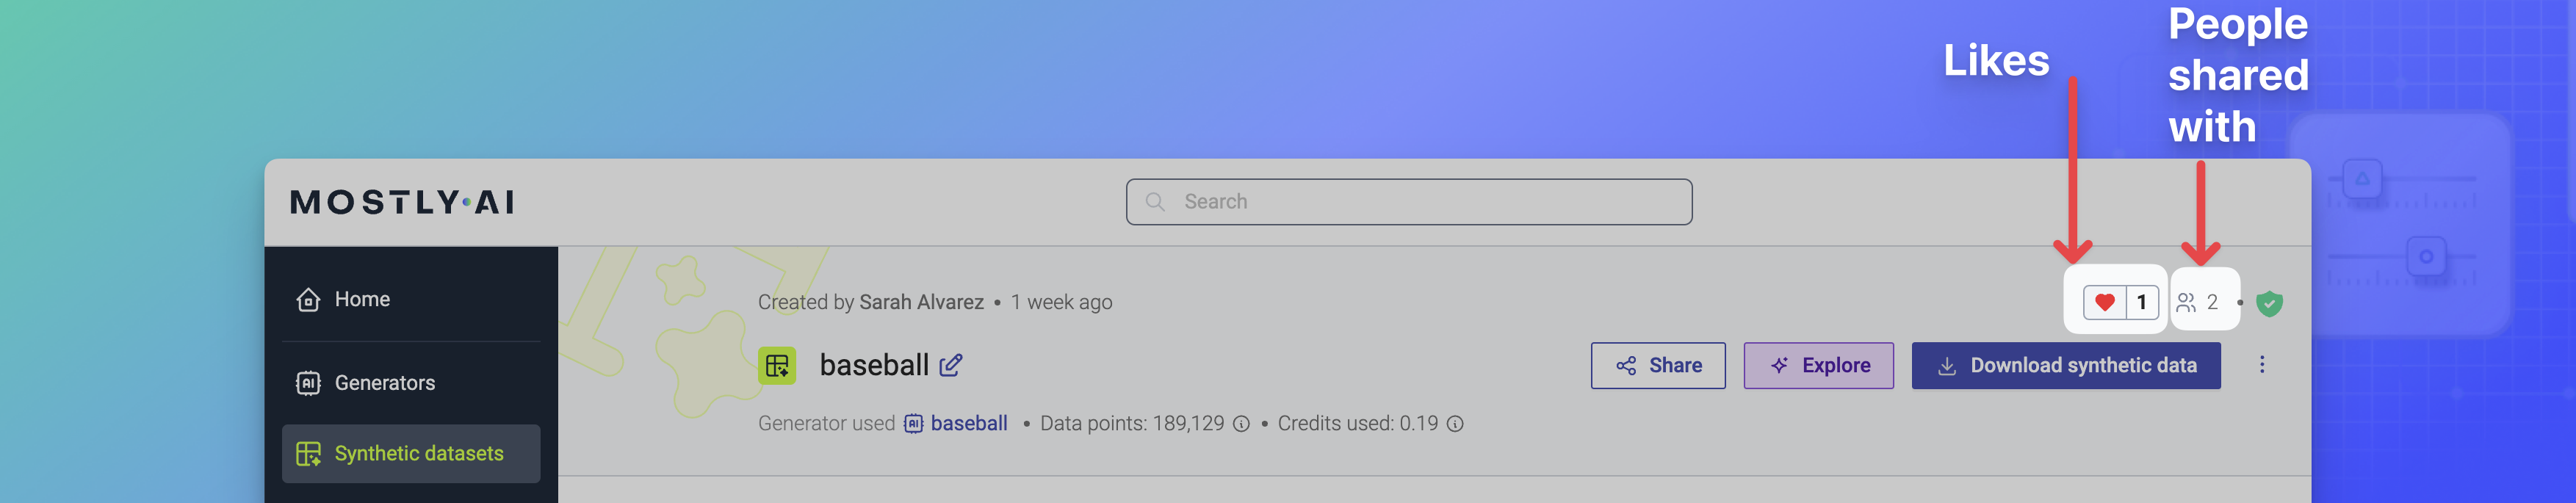 Likes
People
shared
with
MOSTLY·AI
Search
Home
Generators
Synthetic datasets
Created by Sarah Alvarez • 1 week ago
1
2 •
baseball
Share
Explore
Download synthetic data
Generator used AI baseball • Data points: 189,129 • Credits used: 0.19